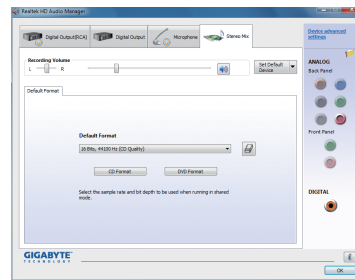 Realtek HD Audio Manager
Digital Output(RCA)
Digital Output
Microphone
Stereo Mix
Device advanced
settings
Recording Volume
L
R
Set Default
Device
ANALOG
Back Panel
Default Format
Default Format
16 Bits, 44100 Hz (CD Quality)
CD Format
DVD Format
Select the sample rate and bit depth to be used when running in shared
mode.
Front Panel
DIGITAL
GIGABYTE
TECHNOLOGY
OK